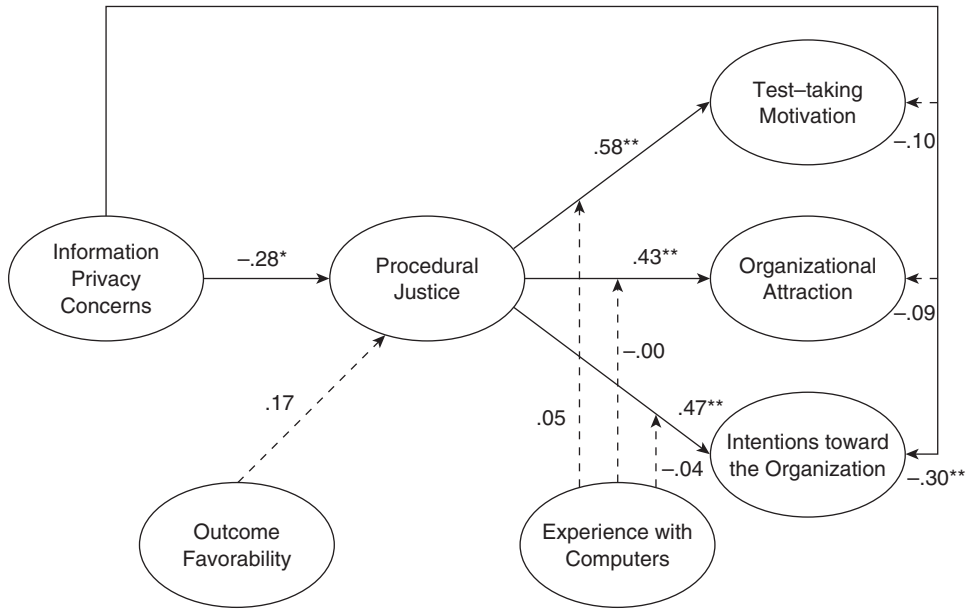 Test–taking
Motivation
–.10
.58**
Information
Privacy
Concerns
–.28*
Procedural
Justice
.43**
Organizational
Attraction
–.09
–.00
.17
.05
.47**
–.04
Intentions toward
the Organization
–.30**
Outcome
Favorability
Experience with
Computers